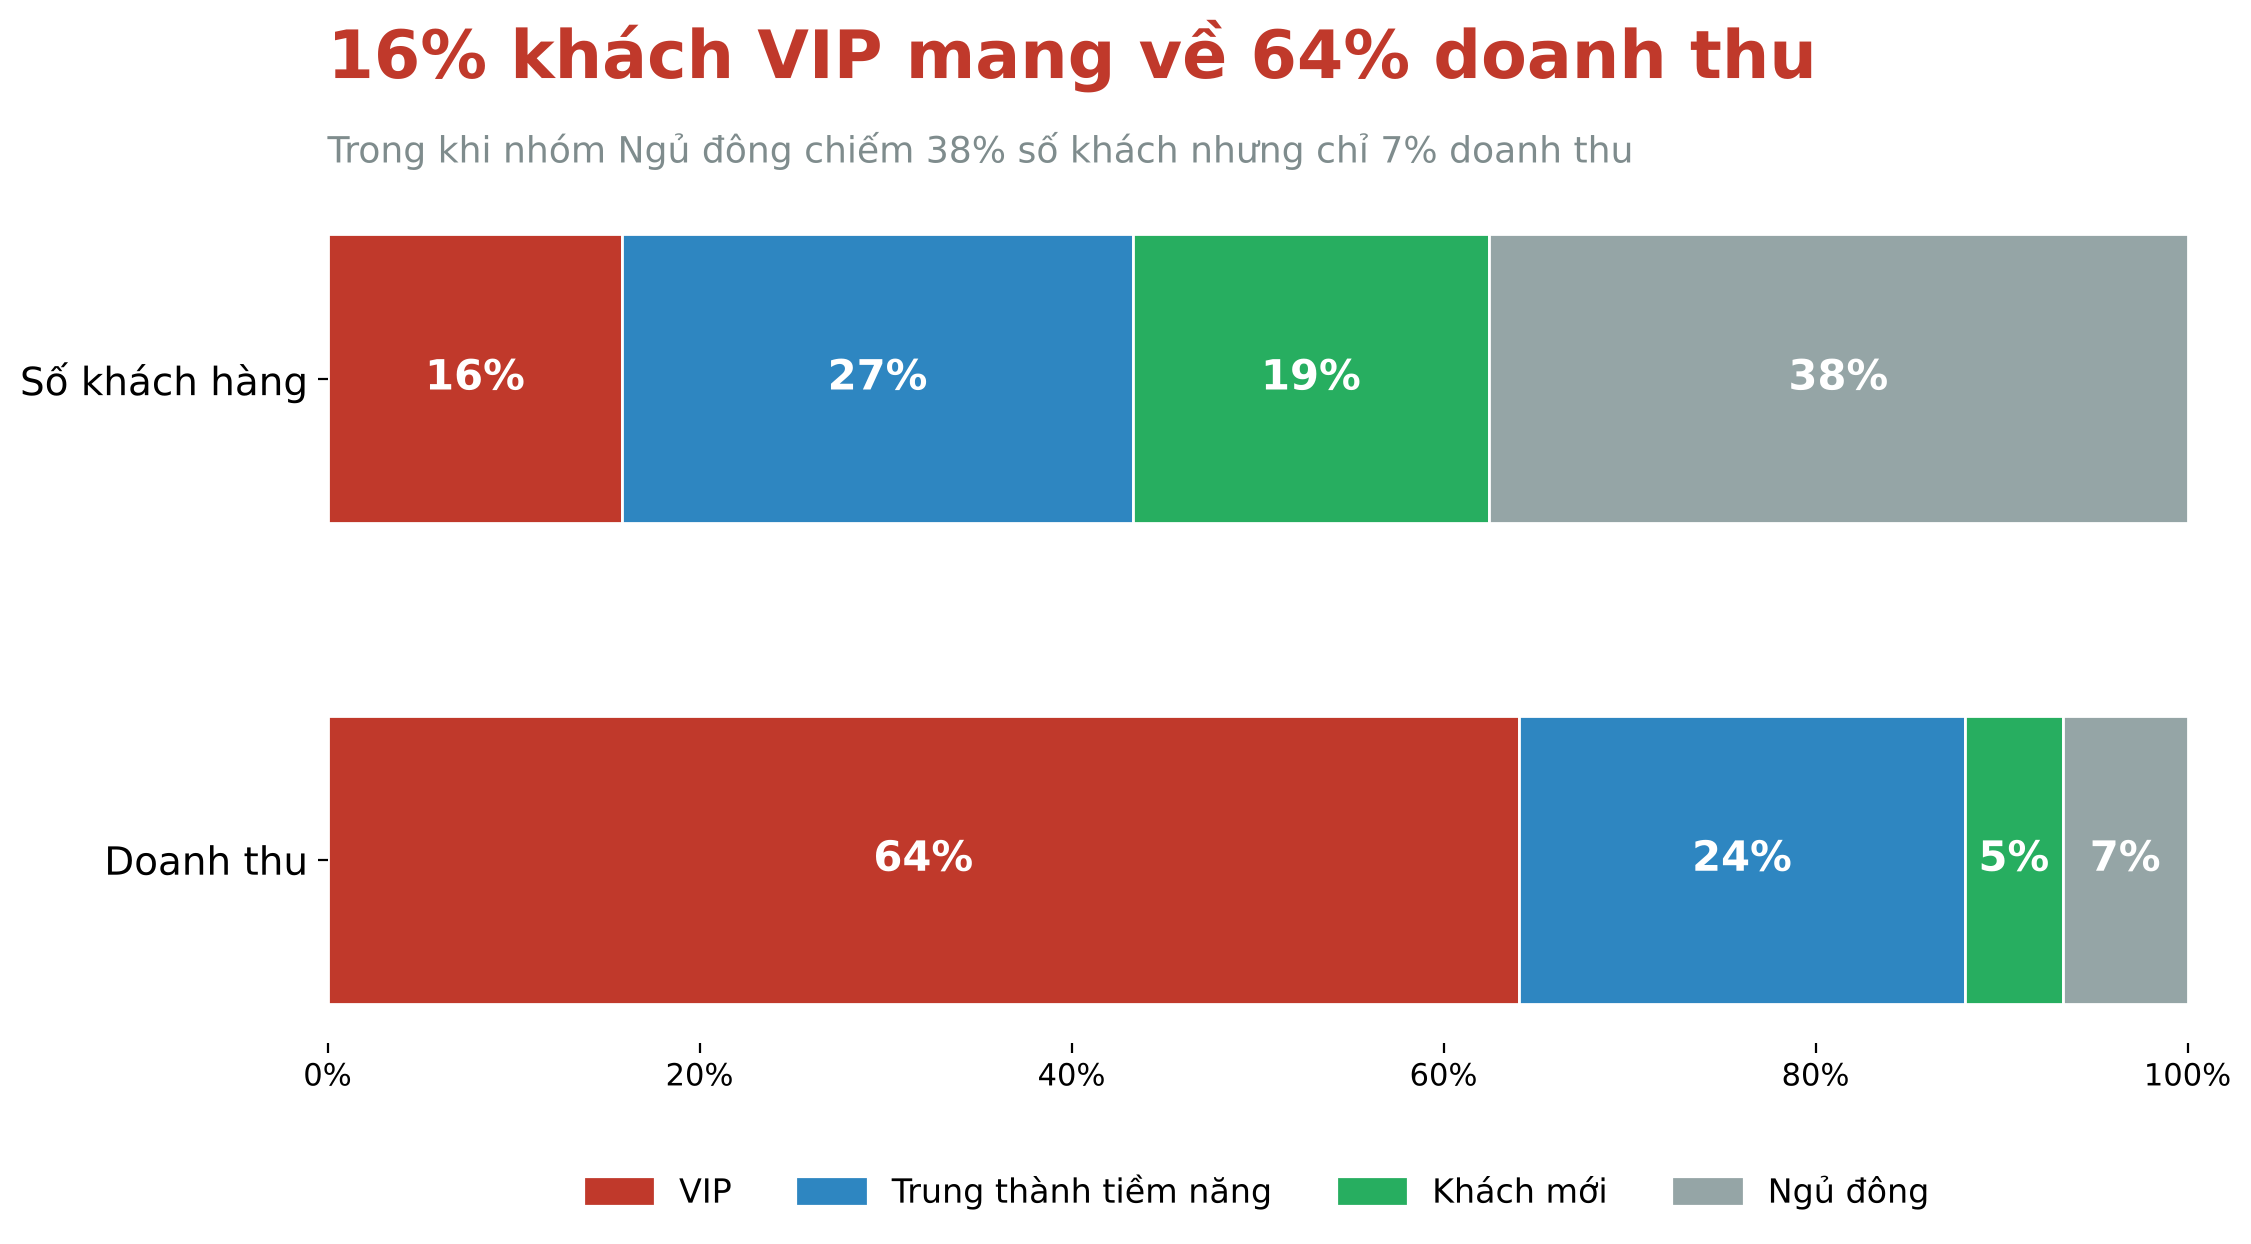 16% khách VIP mang về 64% doanh thu
Trong khi nhóm Ngủ đông chiếm 38% số khách nhưng chỉ 7% doanh thu
Số khách hàng
16% 27% 19% 38%
Doanh thu
64% 24% 5% 7%
0% 20% 40% 60% 80% 100%
VIP Trung thành tiềm năng Khách mới Ngủ đông